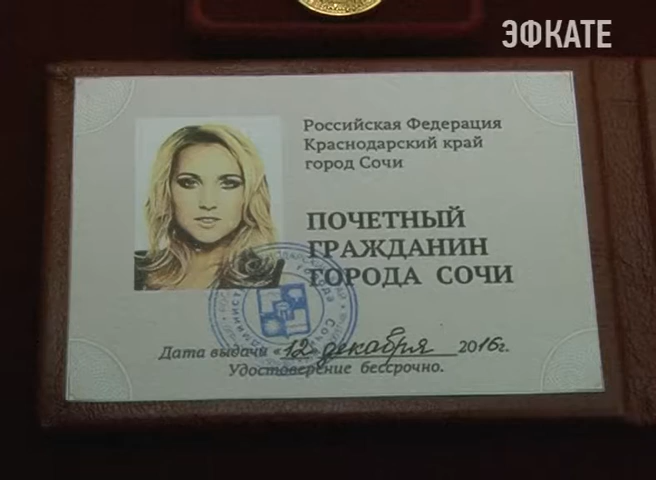 ЭФКАТЕ
Российская Федерация
Краснодарский край
город Сочи
ПОЧЕТНЫЙ
ГРАЖДАНИН
ГОРОДА СОЧИ
Дата выдачи «12» декабря 2016г.
Удостоверение бессрочно.